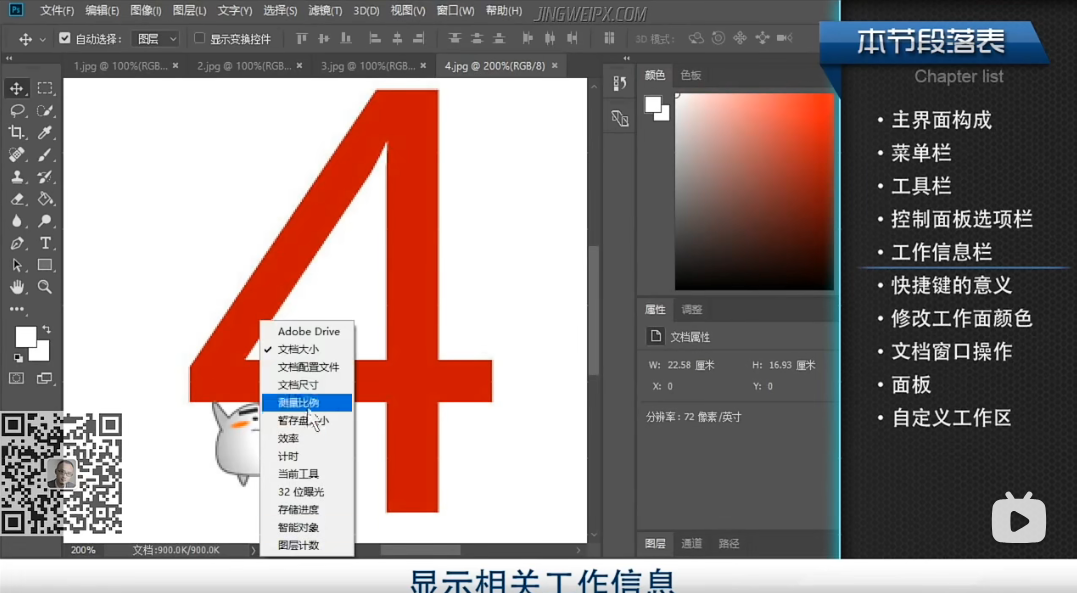 Ps 文件(F) 编辑(E) 图像(I) 图层(L) 文字(Y) 选择(S) 滤镜(T) 3D(D) 视图(V) 窗口(W) 帮助(H)
JINGWEIPX.COM
自动选择： 图层 显示变换控件 3D 模式：
1.jpg @ 100%(RGB... × 2.jpg @ 100%(RGB... × 3.jpg @ 100%(RGB... × 4.jpg @ 200%(RGB/8) ×
4
Adobe Drive
文档大小
文档配置文件
文档尺寸
测量比例
暂存盘大小
效率
计时
当前工具
32 位曝光
存储进度
智能对象
图层计数
200% 文档:900.0K/900.0K
颜色 色板
属性 调整
文档属性
W: 22.58 厘米 H: 16.93 厘米
X: 0 Y: 0
分辨率: 72 像素/英寸
图层 通道 路径
本节段落表
Chapter list
• 主界面构成
• 菜单栏
• 工具栏
• 控制面板选项栏
• 工作信息栏
• 快捷键的意义
• 修改工作面颜色
• 文档窗口操作
• 面板
• 自定义工作区
显示相关工作信息